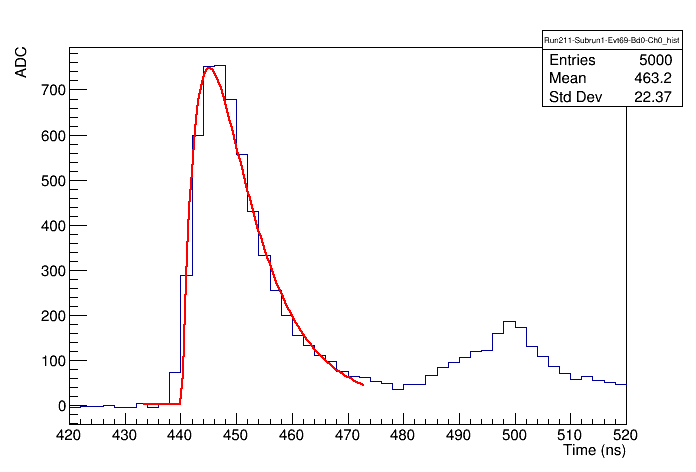 Run211-Subrun1-Evt69-Bd0-Ch0_hist
Entries 5000
Mean 463.2
Std Dev 22.37
ADC
700
600
500
400
300
200
100
0
420 430 440 450 460 470 480 490 500 510 520
Time (ns)